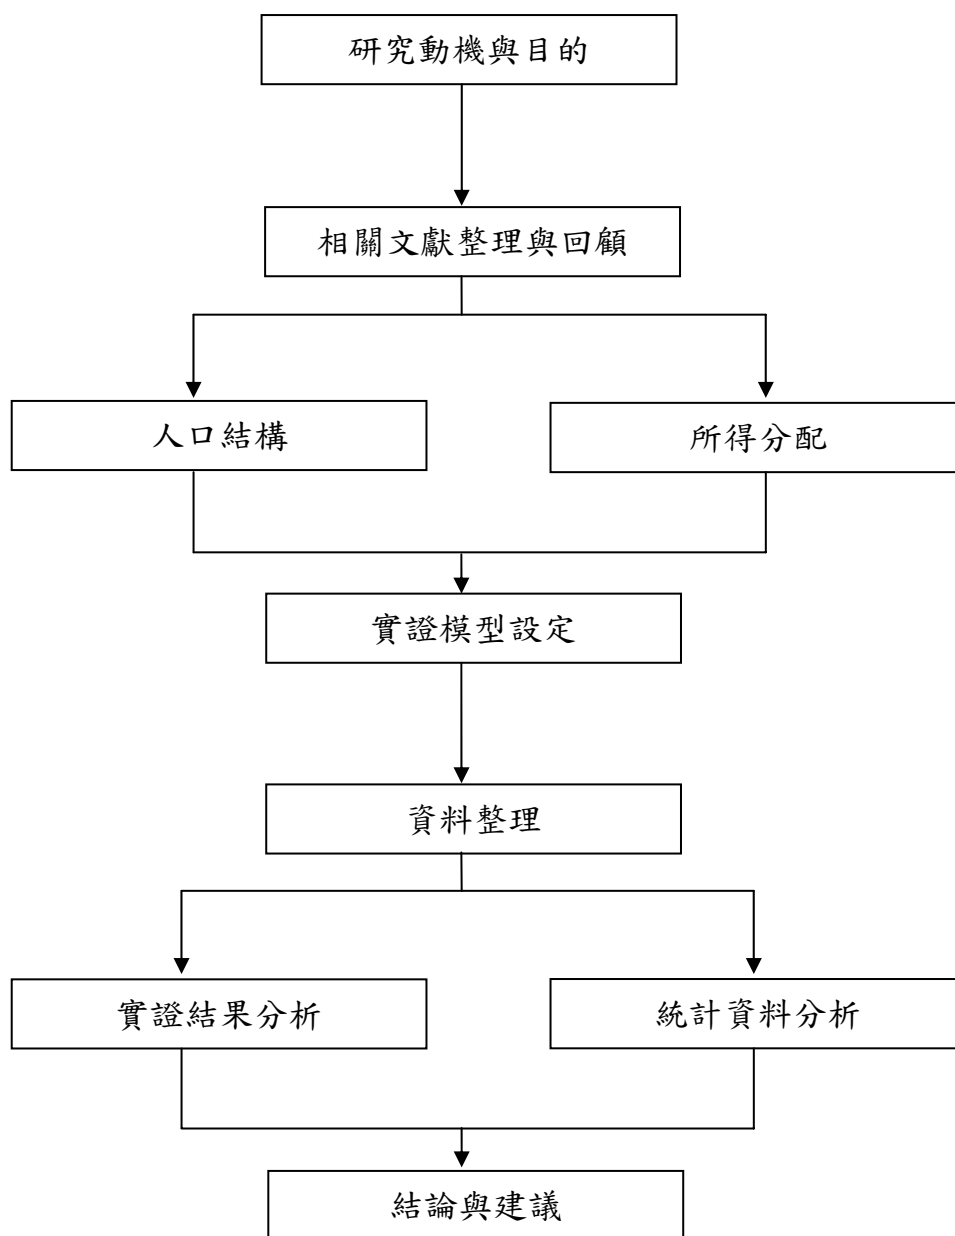 研究動機與目的
相關文獻整理與回顧
人口結構
所得分配
實證模型設定
資料整理
實證結果分析
統計資料分析
結論與建議